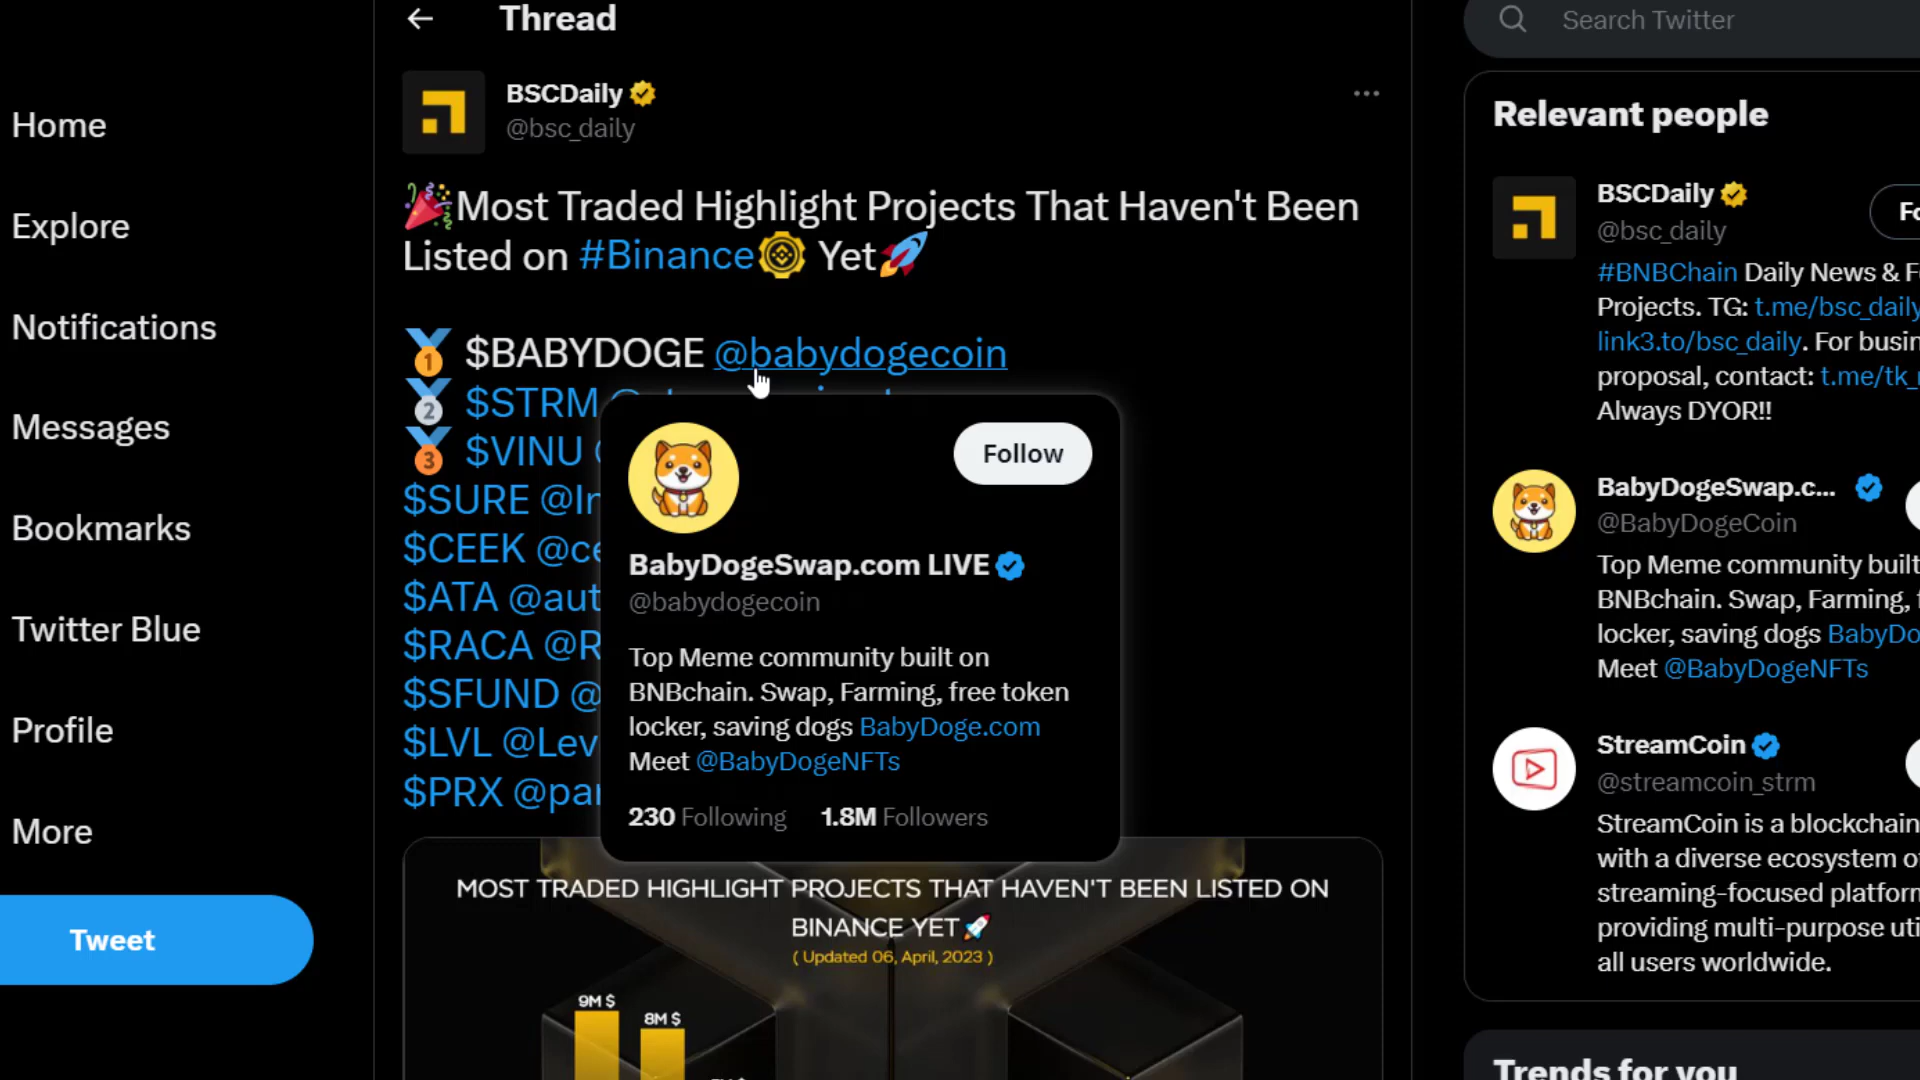 Home
Explore
Notifications
Messages
Bookmarks
Twitter Blue
Profile
More
Tweet
Thread
BSCDaily
@bsc_daily
Most Traded Highlight Projects That Haven't Been
Listed on #Binance Yet
$BABYDOGE @babydogecoin
$STRM
$VINU
$SURE @In
$CEEK @ce
$ATA @aut
$RACA @R
$SFUND @
$LVL @Lev
$PRX @par
Follow
BabyDogeSwap.com LIVE
@babydogecoin
Top Meme community built on
BNBchain. Swap, Farming, free token
locker, saving dogs BabyDoge.com
Meet @BabyDogeNFTs
230 Following 1.8M Followers
MOST TRADED HIGHLIGHT PROJECTS THAT HAVEN'T BEEN LISTED ON
BINANCE YET
( Updated 06, April, 2023 )
9M $
8M $
Search Twitter
Relevant people
BSCDaily
@bsc_daily
Fo
#BNBChain Daily News & F
Projects. TG: t.me/bsc_daily
link3.to/bsc_daily. For busin
proposal, contact: t.me/tk_
Always DYOR!!
BabyDogeSwap.c...
@BabyDogeCoin
Top Meme community built
BNBchain. Swap, Farming, f
locker, saving dogs BabyDo
Meet @BabyDogeNFTs
StreamCoin
@streamcoin_strm
StreamCoin is a blockchain
with a diverse ecosystem o
streaming-focused platform
providing multi-purpose uti
all users worldwide.
Trends for you